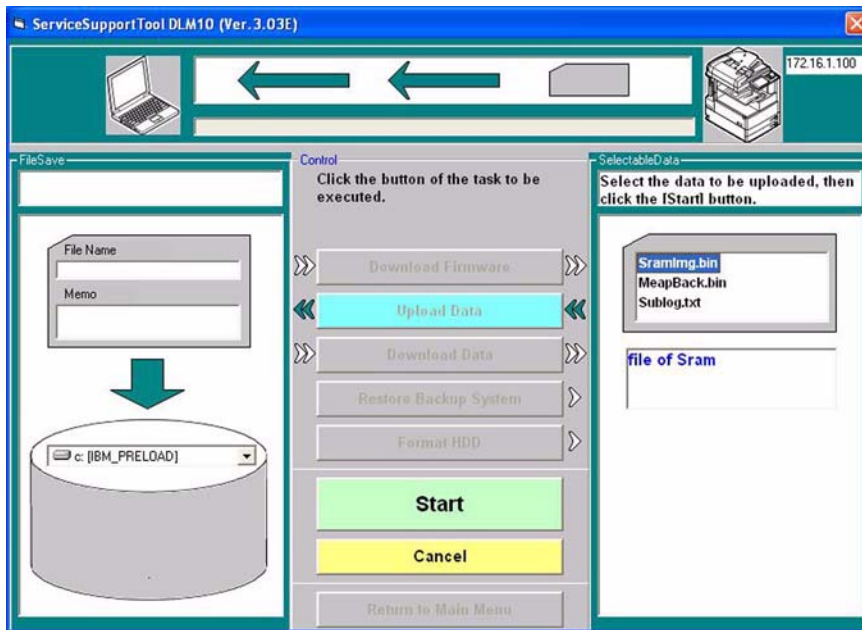 ServiceSupportTool DLM10 (Ver.3.03E)
172.16.1.100
FileSave
File Name
Memo
c: [IBM_PRELOAD]
Control
Click the button of the task to be
executed.
Download Firmware
Upload Data
Download Data
Restore Backup System
Format HDD
Start
Cancel
Return to Main Menu
SelectableData
Select the data to be uploaded, then
click the [Start] button.
SramImg.bin
MeapBack.bin
Sublog.txt
file of Sram